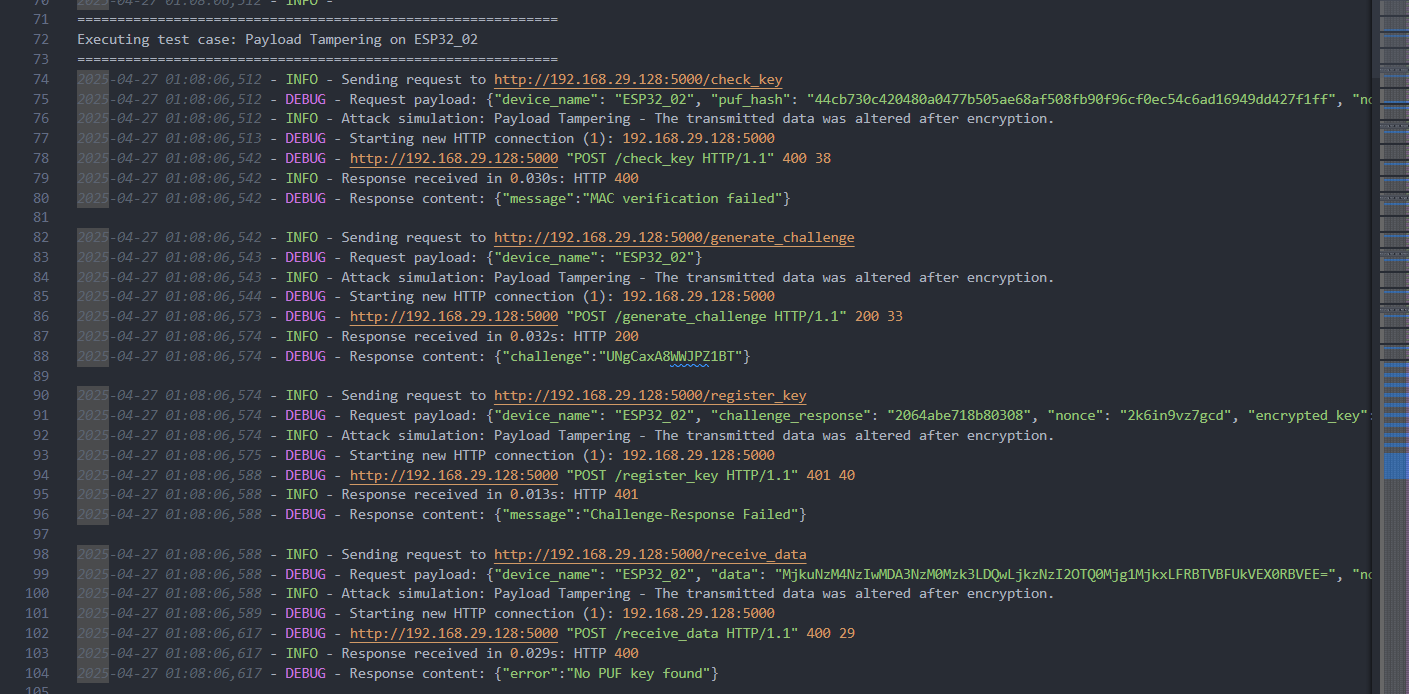 70 2025-04-27 01:08:06,512 - INFO -
71 ============================================================
72 Executing test case: Payload Tampering on ESP32_02
73 ============================================================
74 2025-04-27 01:08:06,512 - INFO - Sending request to http://192.168.29.128:5000/check_key
75 2025-04-27 01:08:06,512 - DEBUG - Request payload: {"device_name": "ESP32_02", "puf_hash": "44cb730c420480a0477b505ae68af508fb90f96cf0ec54c6ad16949dd427f1ff", "no
76 2025-04-27 01:08:06,512 - INFO - Attack simulation: Payload Tampering - The transmitted data was altered after encryption.
77 2025-04-27 01:08:06,513 - DEBUG - Starting new HTTP connection (1): 192.168.29.128:5000
78 2025-04-27 01:08:06,542 - DEBUG - http://192.168.29.128:5000 "POST /check_key HTTP/1.1" 400 38
79 2025-04-27 01:08:06,542 - INFO - Response received in 0.030s: HTTP 400
80 2025-04-27 01:08:06,542 - DEBUG - Response content: {"message":"MAC verification failed"}
81
82 2025-04-27 01:08:06,542 - INFO - Sending request to http://192.168.29.128:5000/generate_challenge
83 2025-04-27 01:08:06,543 - DEBUG - Request payload: {"device_name": "ESP32_02"}
84 2025-04-27 01:08:06,543 - INFO - Attack simulation: Payload Tampering - The transmitted data was altered after encryption.
85 2025-04-27 01:08:06,544 - DEBUG - Starting new HTTP connection (1): 192.168.29.128:5000
86 2025-04-27 01:08:06,573 - DEBUG - http://192.168.29.128:5000 "POST /generate_challenge HTTP/1.1" 200 33
87 2025-04-27 01:08:06,574 - INFO - Response received in 0.032s: HTTP 200
88 2025-04-27 01:08:06,574 - DEBUG - Response content: {"challenge":"UNgCaxA8WWJPZ1BT"}
89
90 2025-04-27 01:08:06,574 - INFO - Sending request to http://192.168.29.128:5000/register_key
91 2025-04-27 01:08:06,574 - DEBUG - Request payload: {"device_name": "ESP32_02", "challenge_response": "2064abe718b80308", "nonce": "2k6in9vz7gcd", "encrypted_key":
92 2025-04-27 01:08:06,574 - INFO - Attack simulation: Payload Tampering - The transmitted data was altered after encryption.
93 2025-04-27 01:08:06,575 - DEBUG - Starting new HTTP connection (1): 192.168.29.128:5000
94 2025-04-27 01:08:06,588 - DEBUG - http://192.168.29.128:5000 "POST /register_key HTTP/1.1" 401 40
95 2025-04-27 01:08:06,588 - INFO - Response received in 0.013s: HTTP 401
96 2025-04-27 01:08:06,588 - DEBUG - Response content: {"message":"Challenge-Response Failed"}
97
98 2025-04-27 01:08:06,588 - INFO - Sending request to http://192.168.29.128:5000/receive_data
99 2025-04-27 01:08:06,588 - DEBUG - Request payload: {"device_name": "ESP32_02", "data": "MjkuNzM4NzIwMDA3NzM0Mzk3LDQwLjkzNzI2OTQ0Mjg1MjkxLFRBTVBFUkVEX0RBVEE=", "no
100 2025-04-27 01:08:06,588 - INFO - Attack simulation: Payload Tampering - The transmitted data was altered after encryption.
101 2025-04-27 01:08:06,589 - DEBUG - Starting new HTTP connection (1): 192.168.29.128:5000
102 2025-04-27 01:08:06,617 - DEBUG - http://192.168.29.128:5000 "POST /receive_data HTTP/1.1" 400 29
103 2025-04-27 01:08:06,617 - INFO - Response received in 0.029s: HTTP 400
104 2025-04-27 01:08:06,617 - DEBUG - Response content: {"error":"No PUF key found"}
105